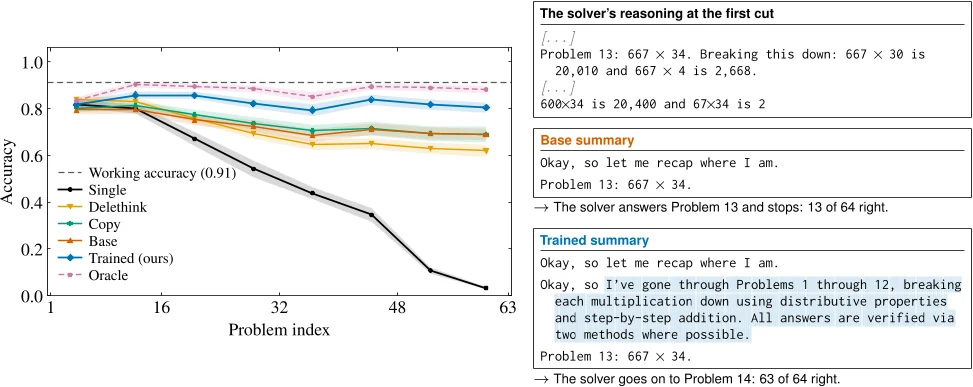 1.0
0.8
0.6
0.4
0.2
0.0
Accuracy
Working accuracy (0.91)
Single
Delethink
Copy
Base
Trained (ours)
Oracle
1 16 32 48 63
Problem index
The solver's reasoning at the first cut
[...]
Problem 13: 667 × 34. Breaking this down: 667 × 30 is
20,010 and 667 × 4 is 2,668.
[...]
600×34 is 20,400 and 67×34 is 2
Base summary
Okay, so let me recap where I am.
Problem 13: 667 × 34.
→ The solver answers Problem 13 and stops: 13 of 64 right.
Trained summary
Okay, so let me recap where I am.
Okay, so I've gone through Problems 1 through 12, breaking
each multiplication down using distributive properties
and step-by-step addition. All answers are verified via
two methods where possible.
Problem 13: 667 × 34.
→ The solver goes on to Problem 14: 63 of 64 right.